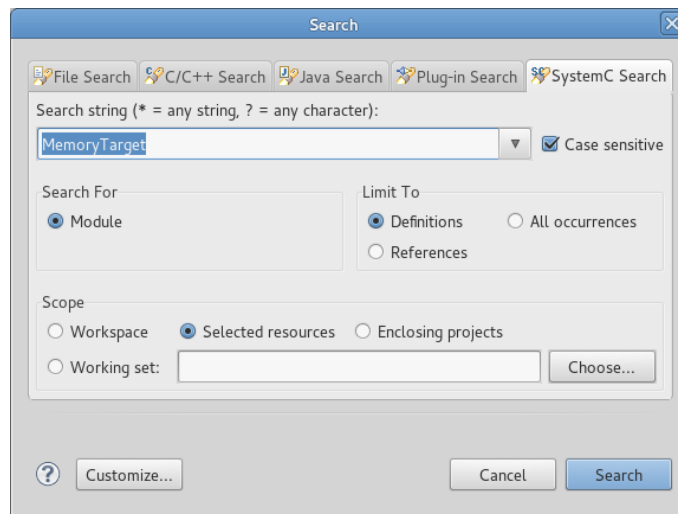 Search
File Search C/C++ Search Java Search Plug-in Search SystemC Search
Search string (* = any string, ? = any character):
MemoryTarget Case sensitive
Search For
Module
Limit To
Definitions All occurrences
References
Scope
Workspace Selected resources Enclosing projects
Working set: Choose...
? Customize... Cancel Search